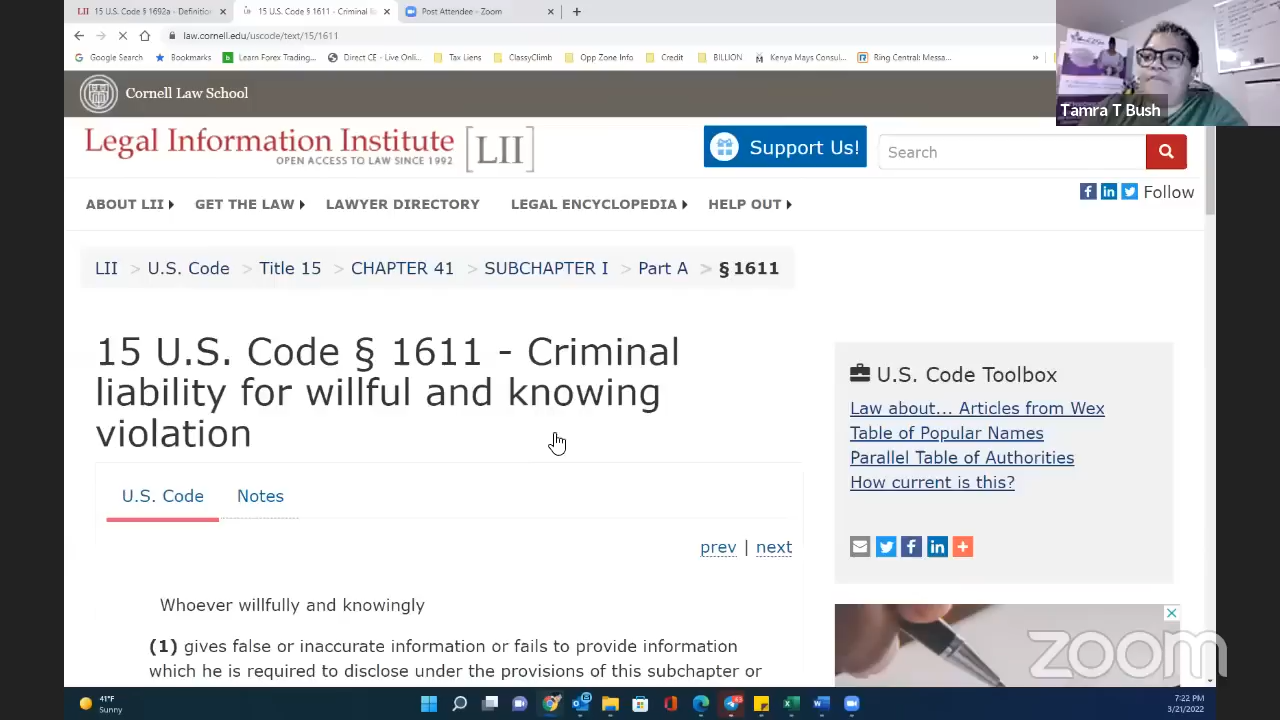 LII 15 U.S. Code § 1692a - Definition
15 U.S. Code § 1611 - Criminal li
Post Attendee - Zoom
law.cornell.edu/uscode/text/15/1611
Google Search
Bookmarks
Learn Forex Trading...
Direct CE - Live Onli...
Tax Liens
ClassyClimb
Opp Zone Info
Credit
BILLION
Kenya Mays Consul...
Ring Central: Messa...
»
Tamra T Bush
Cornell Law School
Legal Information Institute [LII]
OPEN ACCESS TO LAW SINCE 1992
Support Us!
Search
Follow
ABOUT LII
GET THE LAW
LAWYER DIRECTORY
LEGAL ENCYCLOPEDIA
HELP OUT
LII > U.S. Code > Title 15 > CHAPTER 41 > SUBCHAPTER I > Part A > § 1611
15 U.S. Code § 1611 - Criminal
liability for willful and knowing
violation
U.S. Code
Notes
prev | next
Whoever willfully and knowingly
(1) gives false or inaccurate information or fails to provide information
which he is required to disclose under the provisions of this subchapter or
U.S. Code Toolbox
Law about... Articles from Wex
Table of Popular Names
Parallel Table of Authorities
How current is this?
zoom
41°F
Sunny
7:22 PM
3/21/2022